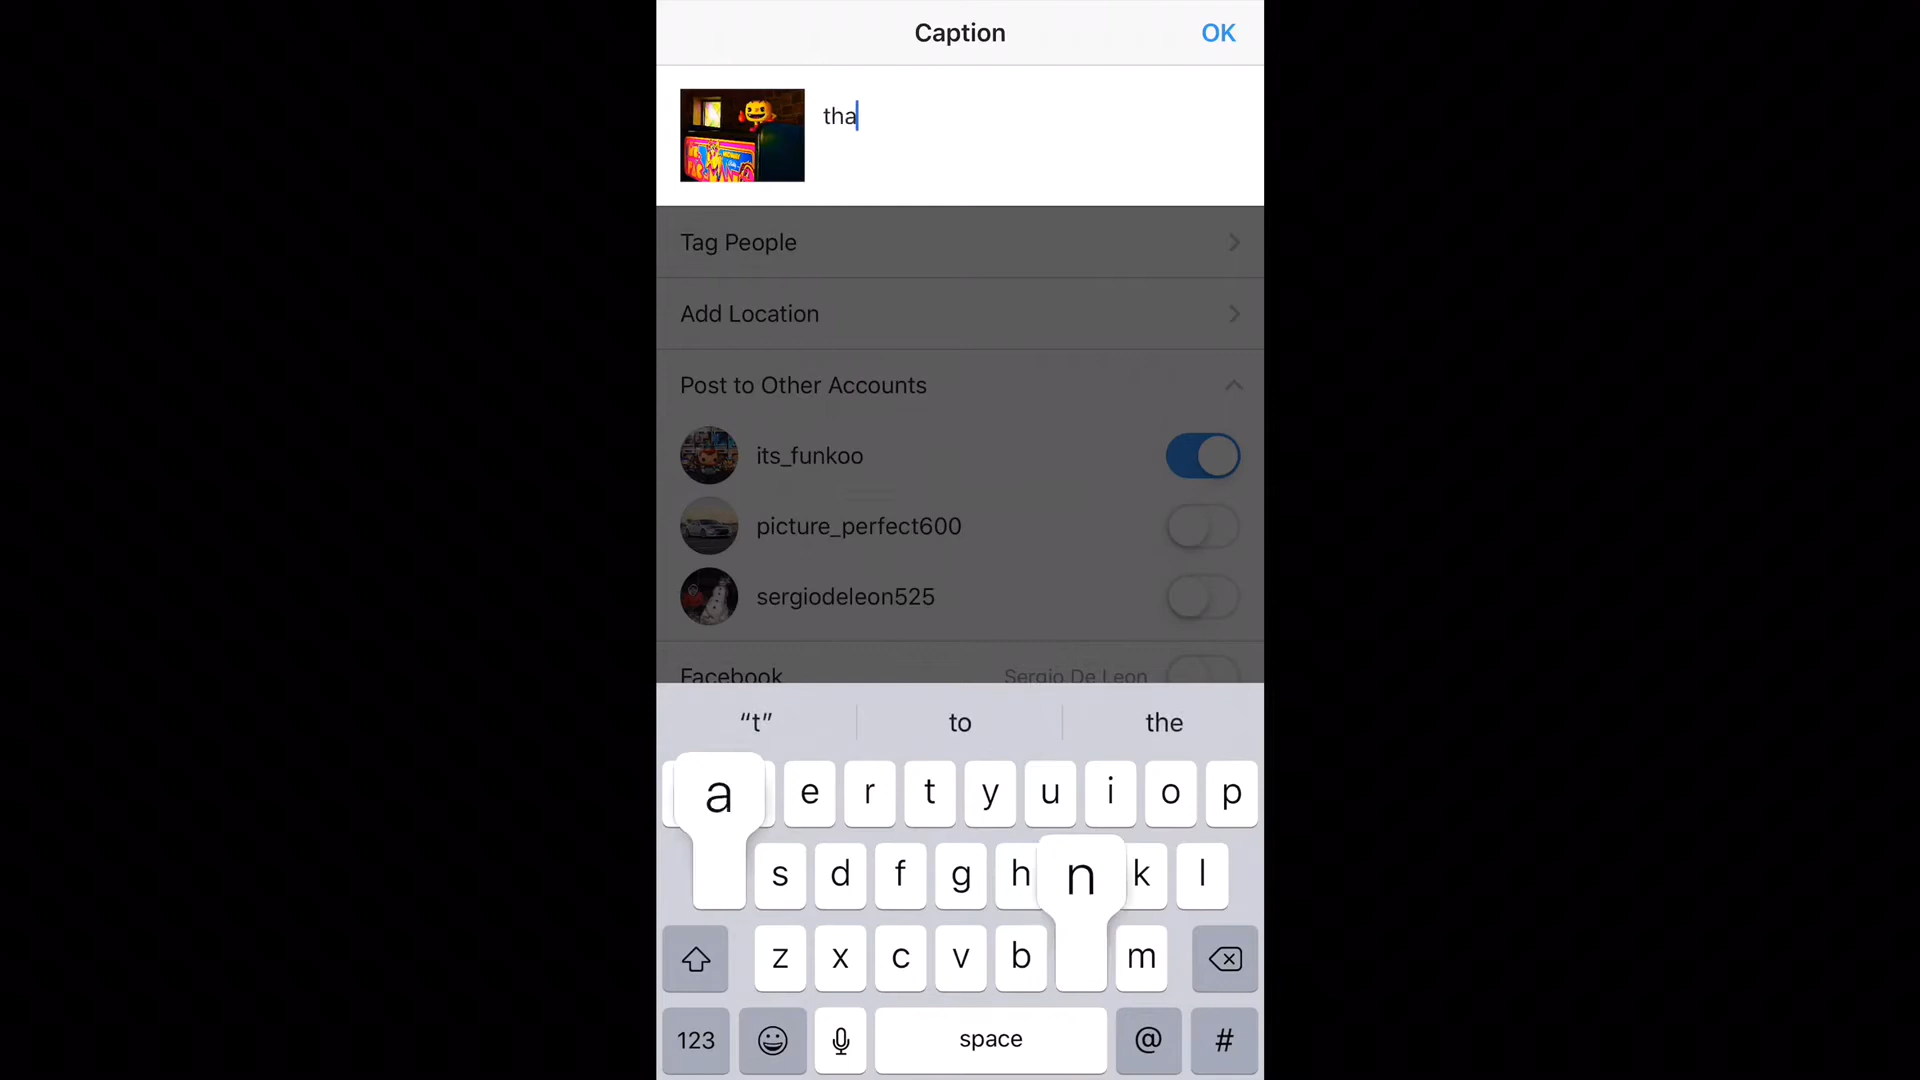 Caption OK
tha
Tag People
Add Location
Post to Other Accounts
its_funkoo
picture_perfect600
sergiodeleon525
Facebook Sergio De Leon
“t” to the
a e r t y u i o p
s d f g h n k l
z x c v b m
123 space @ #